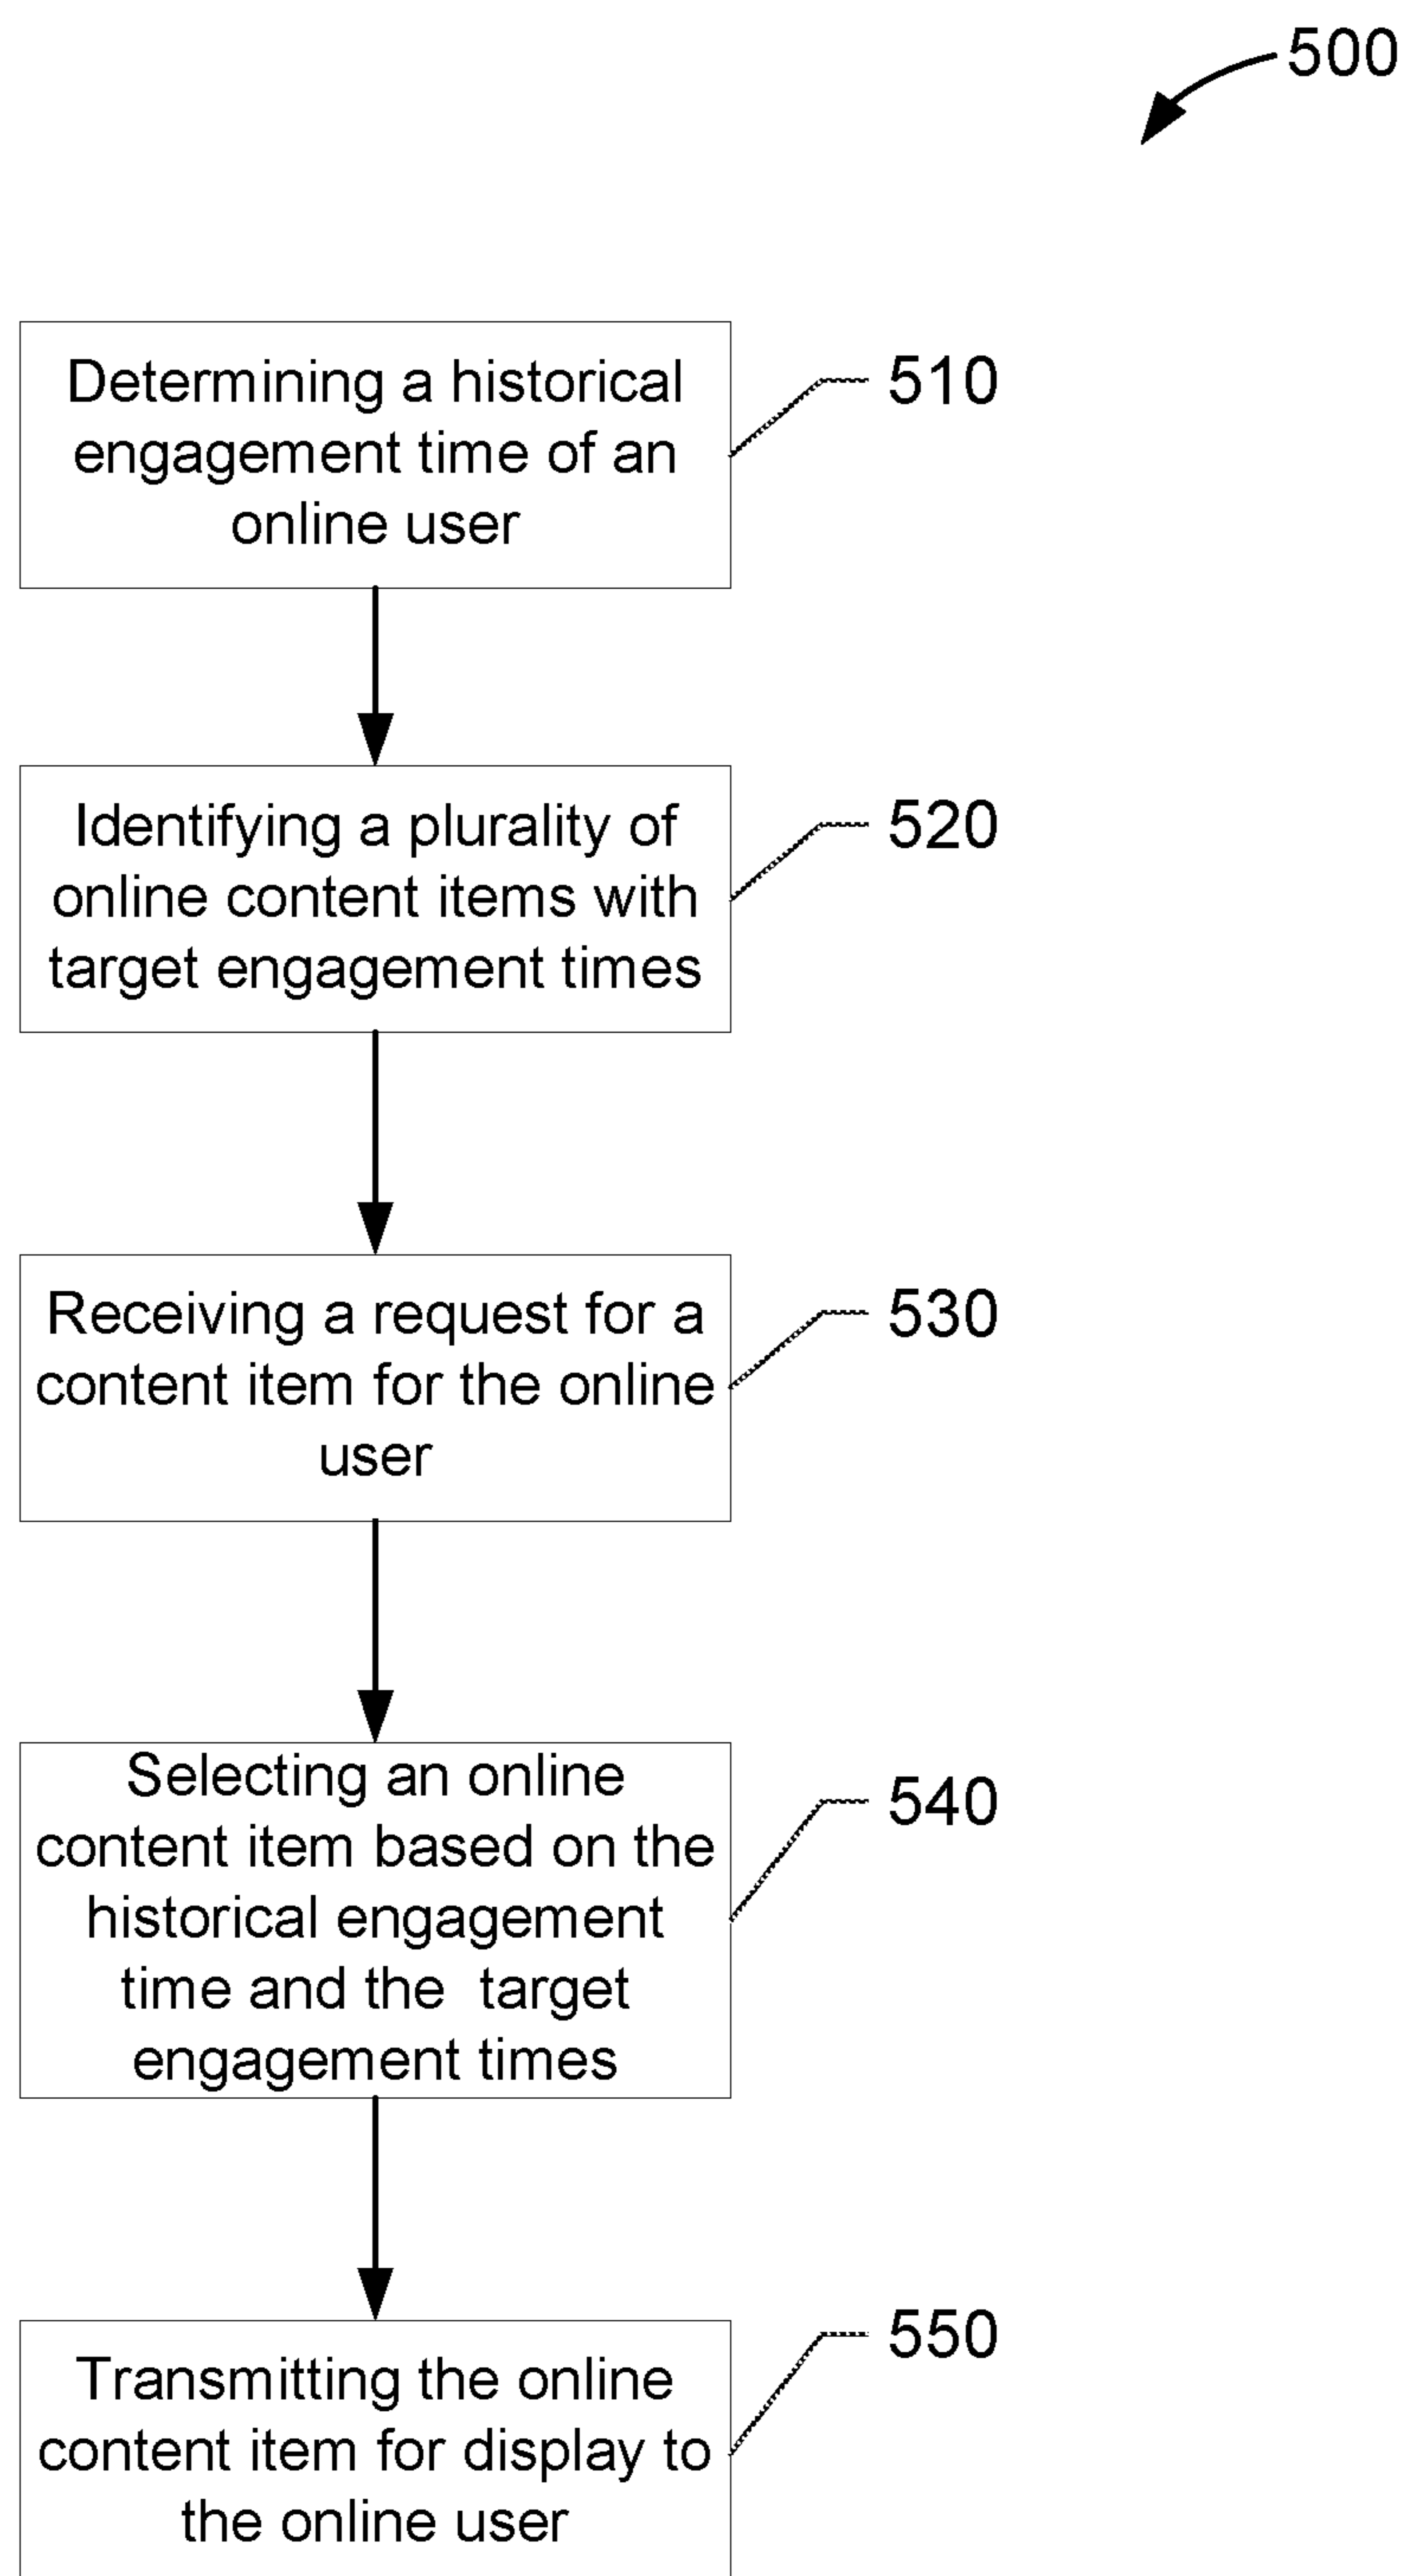 500
Determining a historical
engagement time of an
online user
510
Identifying a plurality of
online content items with
target engagement times
520
Receiving a request for a
content item for the online
user
530
Selecting an online
content item based on the
historical engagement
time and the  target
engagement times
540
Transmitting the online
content item for display to
the online user
550